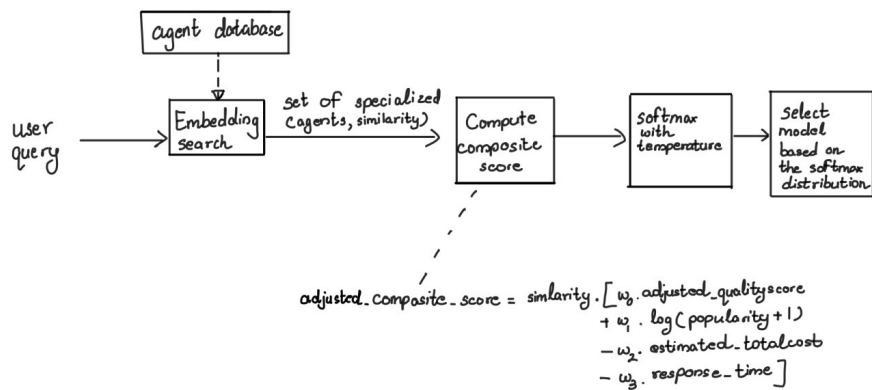 agent database
user
query
Embedding
search
set of specialized
(agents, similarity)
Compute
composite
score
softmax
with
temperature
select
model
based on
the softmax
distribution
adjusted_composite_score = simlarity . [ w₀ . adjusted_qualityscore
+ w₁ . log(popularity + 1)
- w₂ . estimated_totalcost
- w₃ . response_time ]